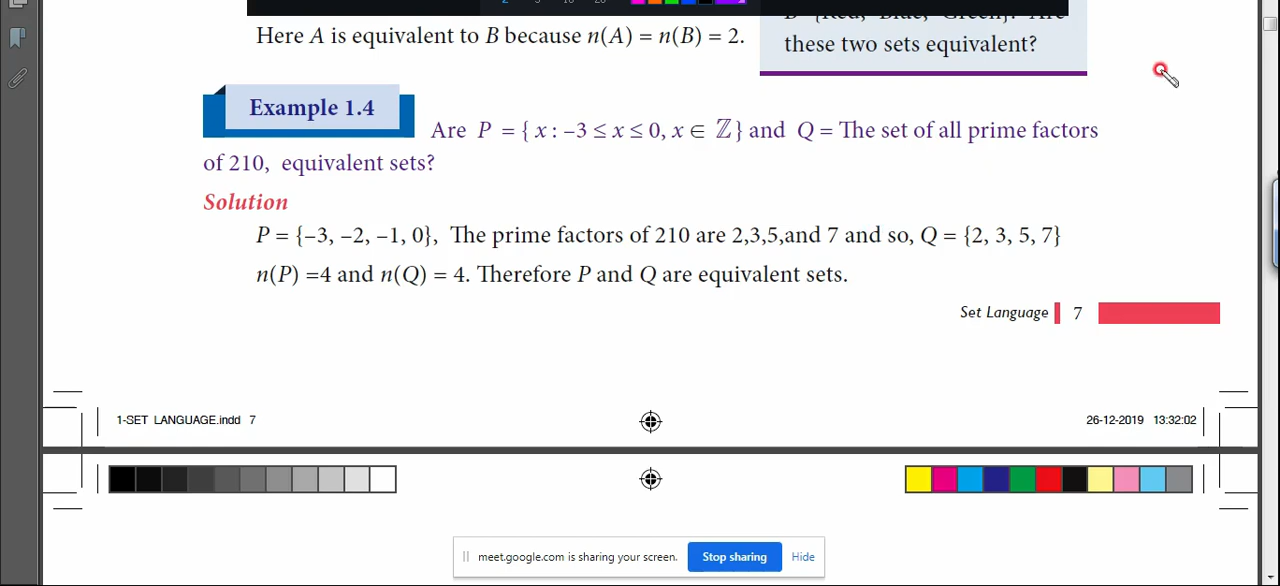 B={Red, Blue, Green}? Are
Here A is equivalent to B because n(A) = n(B) = 2.
these two sets equivalent?
Example 1.4
Are P = { x : –3 ≤ x ≤ 0, x ∈ ℤ} and Q = The set of all prime factors
of 210, equivalent sets?
Solution
P = {–3, –2, –1, 0}, The prime factors of 210 are 2,3,5,and 7 and so, Q = {2, 3, 5, 7}
n(P) =4 and n(Q) = 4. Therefore P and Q are equivalent sets.
Set Language 7
1-SET LANGUAGE.indd 7
26-12-2019 13:32:02
meet.google.com is sharing your screen.
Stop sharing
Hide